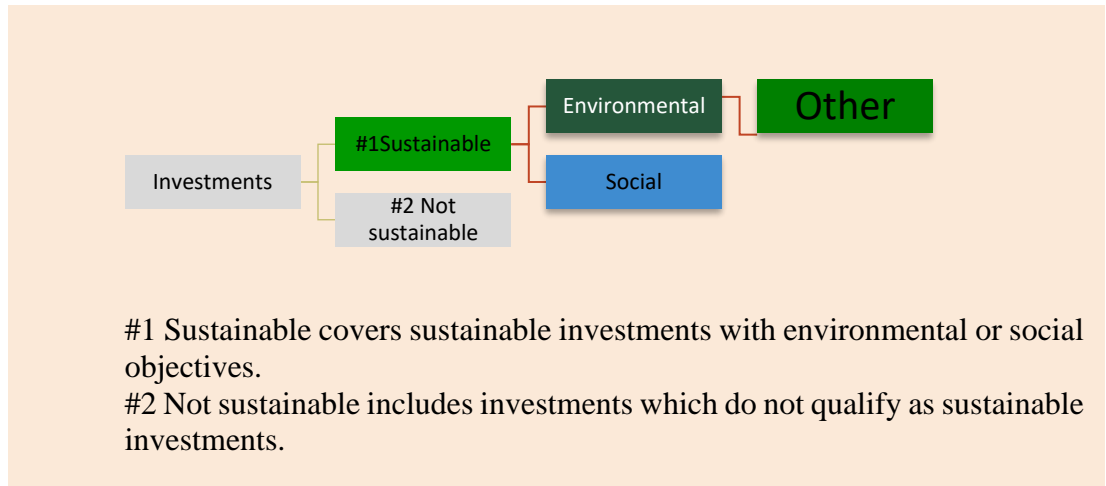 Environmental
Other
#1Sustainable
Investments
Social
#2 Not
sustainable
#1 Sustainable covers sustainable investments with environmental or social
objectives.
#2 Not sustainable includes investments which do not qualify as sustainable
investments.